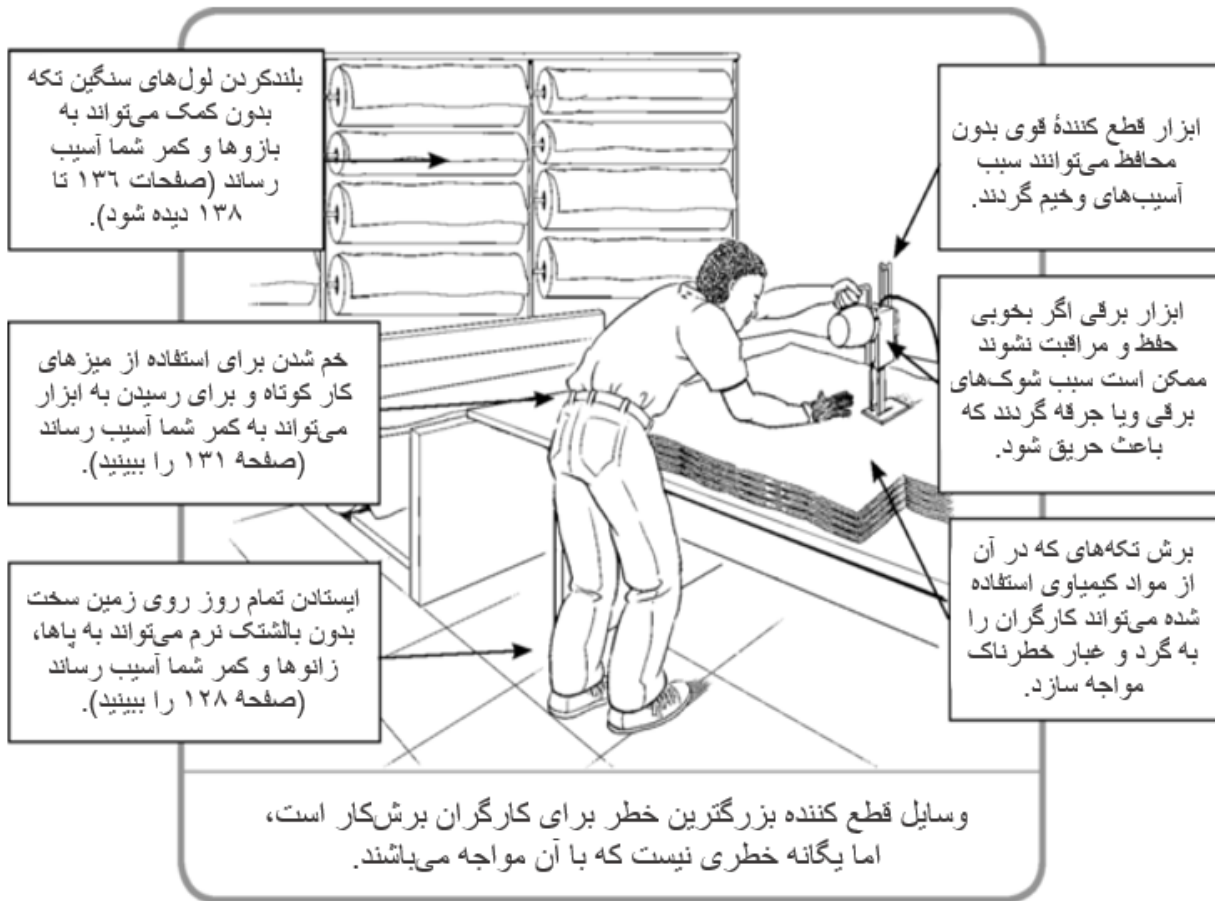 ابزار قطع کنندهٔ قوی بدون
محافظ می‌توانند سبب
آسیب‌های وخیم گردند.
ابزار برقی اگر بخوبی
حفظ و مراقبت نشوند
ممکن است سبب شوک‌های
برقی ویا جرقه گردند که
باعث حریق شود.
برش تکه‌های که در آن
از مواد کیمیاوی استفاده
شده می‌تواند کارگران را
به گرد و غبار خطرناک
مواجه سازد.
بلندکردن لول‌های سنگین تکه
بدون کمک می‌تواند به
بازوها و کمر شما آسیب
رساند (صفحات ١٣٦ تا
١٣٨ دیده شود).
خم شدن برای استفاده از میزهای
کار کوتاه و برای رسیدن به ابزار
می‌تواند به کمر شما آسیب رساند
(صفحهٔ ١٣١ را ببینید).
ایستادن تمام روز روی زمین سخت
بدون بالشتک نرم می‌تواند به پاها،
زانوها و کمر شما آسیب رساند
(صفحهٔ ١٢٨ را ببینید).
وسایل قطع کننده بزرگترین خطر برای کارگران برش‌کار است،
اما یگانه خطری نیست که با آن مواجه می‌باشند.